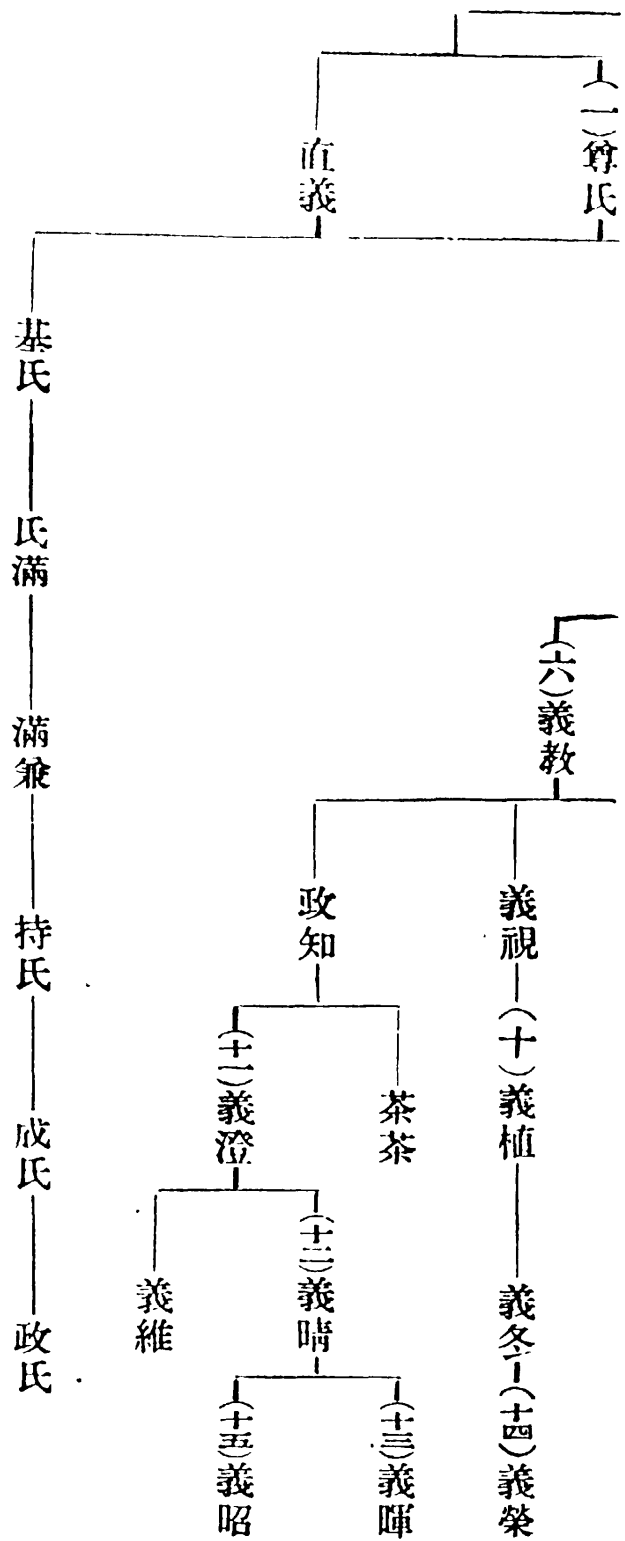 (一)尊氏
直義
(六)義教
義視
(十)義植
義冬
(十四)義榮
政知
茶茶
(十一)義澄
(十二)義晴
(十三)義暉
(十五)義昭
義維
基氏
氏滿
滿兼
持氏
成氏
政氏